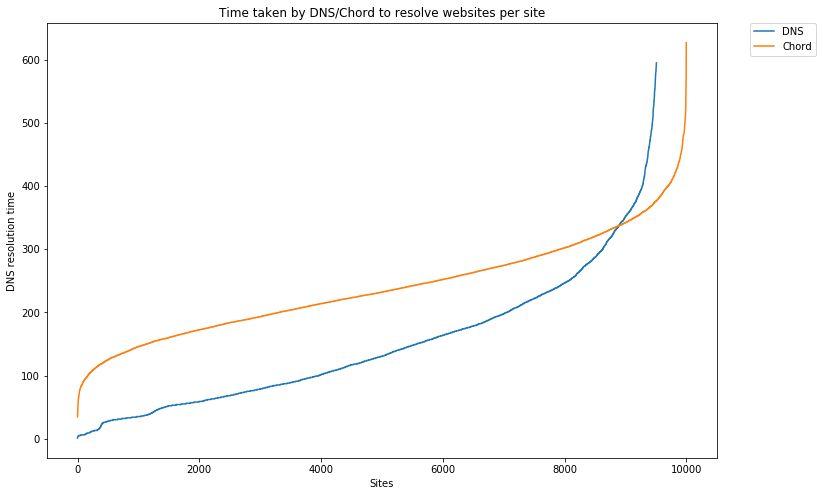 Time taken by DNS/Chord to resolve websites per site
DNS
Chord
600
500
400
300
200
100
0
DNS resolution time
0 2000 4000 6000 8000 10000
Sites